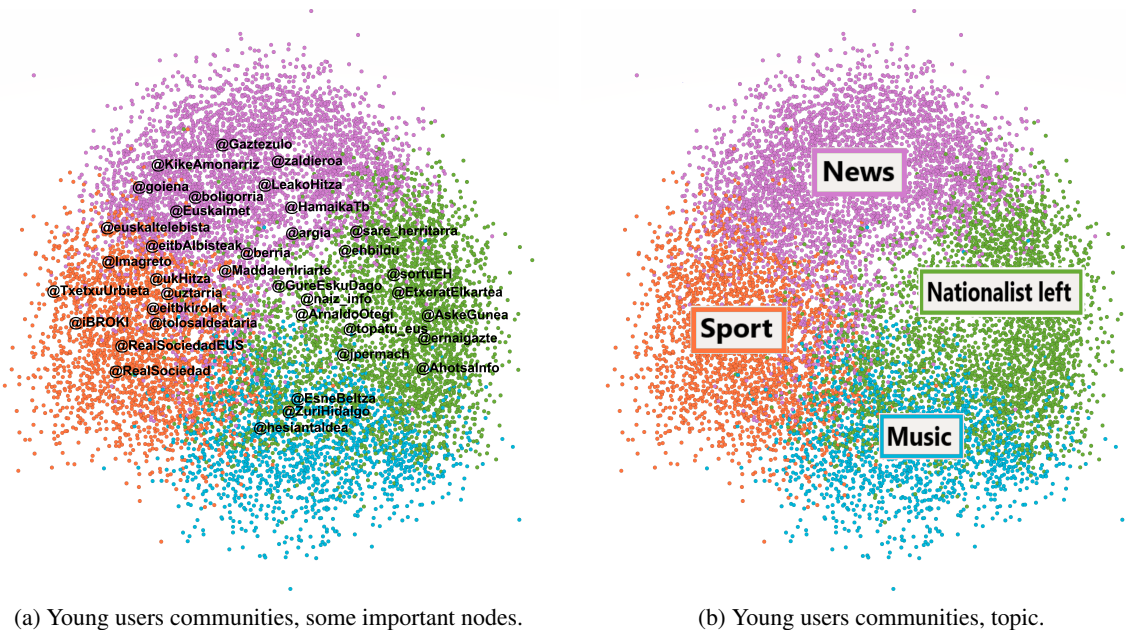 @Gaztezulo
@KikeAmonarriz
@zaldieroa
@goiena
@boligorria
@LeakoHitza
@Euskalmet
@HamaikaTb
@euskaltelebista
@argia
@sare_herritarra
@eitbAlbisteak
@berria
@ehbildu
@Imagreto
@MaddalenIriarte
@sortuEH
@ukHitza
@GureEskuDago
@TxetxuUrbieta
@uztarria
@naiz_info
@EtxeratElkartea
@eitbkirolak
@ArnaldoOtegi
@AskeGunea
@iBROKI
@tolosaldeataria
@topatu_eus
@ernaigazte
@RealSociedadEUS
@jpermach
@RealSociedad
@AhotsaInfo
@EsneBeltza
@ZuriHidalgo
@hesiantaldea
(a) Young users communities, some important nodes.
News
Nationalist left
Sport
Music
(b) Young users communities, topic.